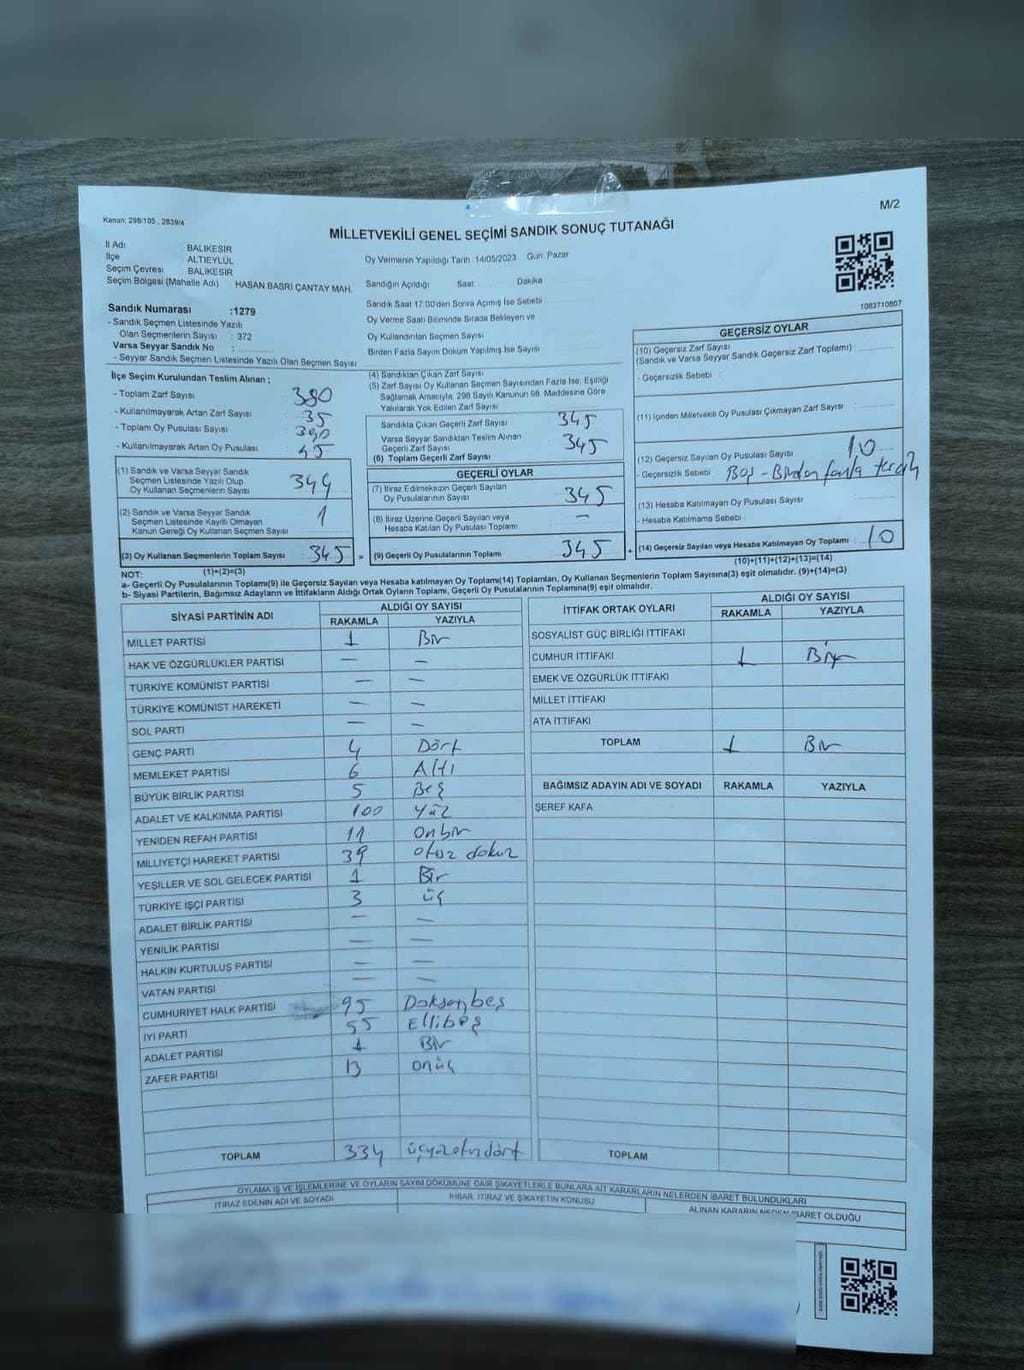 M/2
Kanun: 298/105 , 2839/4
MİLLETVEKİLİ GENEL SEÇİMİ SANDIK SONUÇ TUTANAĞI
İl Adı BALIKESİR
İlçe ALTIEYLÜL
Seçim Çevresi BALIKESİR
Seçim Bölgesi (Mahalle Adı) HASAN BASRİ ÇANTAY MAH.
Oy Vermenin Yapıldığı Tarih 14/05/2023 Gün Pazar
Sandığın Açıldığı Saat Dakika
Sandık Saat 17:00'den Sonra Açılmış İse Sebebi
Oy Verme Saati Bitiminde Sırada Bekleyen ve
Oy Kullandırılan Seçmen Sayısı
Birden Fazla Sayım Döküm Yapılmış İse Sayısı
1083710807
Sandık Numarası :1279
- Sandık Seçmen Listesinde Yazılı
Olan Seçmenlerin Sayısı : 372
Varsa Seyyar Sandık No :
- Seyyar Sandık Seçmen Listesinde Yazılı Olan Seçmen Sayısı
İlçe Seçim Kurulundan Teslim Alınan ;
- Toplam Zarf Sayısı 380
- Kullanılmayarak Artan Zarf Sayısı 35
- Toplam Oy Pusulası Sayısı
- Kullanılmayarak Artan Oy Pusulası
(1) Sandık ve Varsa Seyyar Sandık
Seçmen Listesinde Yazılı Olup
Oy Kullanan Seçmenlerin Sayısı 344
(2) Sandık ve Varsa Seyyar Sandık
Seçmen Listesinde Kayıtlı Olmayan
Kanun Gereği Oy Kullanan Seçmen Sayısı 1
(3) Oy Kullanan Seçmenlerin Toplam Sayısı 345
(1)+(2)=(3)
(4) Sandıktan Çıkan Zarf Sayısı
(5) Zarf Sayısı Oy Kullanan Seçmen Sayısından Fazla İse, Eşitliği
Sağlamak Amacıyla, 298 Sayılı Kanunun 98. Maddesine Göre
Yakılarak Yok Edilen Zarf Sayısı
Sandıkta Çıkan Geçerli Zarf Sayısı 345
Varsa Seyyar Sandıktan Teslim Alınan
Geçerli Zarf Sayısı
(6) Toplam Geçerli Zarf Sayısı 345
GEÇERLİ OYLAR
(7) İtiraz Edilmeksizin Geçerli Sayılan
Oy Pusulalarının Sayısı 345
(8) İtiraz Üzerine Geçerli Sayılan veya
Hesaba Katılan Oy Pusulası Toplamı —
= (9) Geçerli Oy Pusulalarının Toplamı 345
GEÇERSİZ OYLAR
(10) Geçersiz Zarf Sayısı
(Sandık ve Varsa Seyyar Sandık Geçersiz Zarf Toplamı)
- Geçersizlik Sebebi
(11) İçinden Milletvekili Oy Pusulası Çıkmayan Zarf Sayısı
(12) Geçersiz Sayılan Oy Pusulası Sayısı 10
- Geçersizlik Sebebi Boş - Birden fazla tercih
(13) Hesaba Katılmayan Oy Pusulası Sayısı
- Hesaba Katılmama Sebebi
+ (14) Geçersiz Sayılan veya Hesaba Katılmayan Oy Toplamı : 10
(10)+(11)+(12)+(13)=(14)
NOT:
a- Geçerli Oy Pusulalarının Toplamı(9) ile Geçersiz Sayılan veya Hesaba katılmayan Oy Toplamı(14) Toplamları, Oy Kullanan Seçmenlerin Toplam Sayısına(3) eşit olmalıdır. (9)+(14)=(3)
b- Siyasi Partilerin, Bağımsız Adayların ve İttifakların Aldığı Ortak Oyların Toplamı, Geçerli Oy Pusulalarının Toplamına(9) eşit olmalıdır.
SİYASİ PARTİNİN ADI ALDIĞI OY SAYISI
RAKAMLA YAZIYLA
MİLLET PARTİSİ 1 Bir
HAK VE ÖZGÜRLÜKLER PARTİSİ — —
TÜRKİYE KOMÜNİST PARTİSİ — —
TÜRKİYE KOMÜNİST HAREKETİ — —
SOL PARTİ — —
GENÇ PARTİ 4 Dört
MEMLEKET PARTİSİ 6 Altı
BÜYÜK BİRLİK PARTİSİ 5 Beş
ADALET VE KALKINMA PARTİSİ 100 Yüz
YENİDEN REFAH PARTİSİ 11 Onbir
MİLLİYETÇİ HAREKET PARTİSİ 39 otuz dokuz
YEŞİLLER VE SOL GELECEK PARTİSİ 1 Bir
TÜRKİYE İŞÇİ PARTİSİ 3 üç
ADALET BİRLİK PARTİSİ — —
YENİLİK PARTİSİ — —
HALKIN KURTULUŞ PARTİSİ — —
VATAN PARTİSİ — —
CUMHURİYET HALK PARTİSİ 95 Doksanbeş
İYİ PARTİ 55 Ellibeş
ADALET PARTİSİ 1 Bir
ZAFER PARTİSİ 13 onüç
TOPLAM 334 üçyüzotuzdört
İTTİFAK ORTAK OYLARI ALDIĞI OY SAYISI
RAKAMLA YAZIYLA
SOSYALİST GÜÇ BİRLİĞİ İTTİFAKI
CUMHUR İTTİFAKI 1 Bir
EMEK VE ÖZGÜRLÜK İTTİFAKI
MİLLET İTTİFAKI
ATA İTTİFAKI
TOPLAM 1 Bir
BAĞIMSIZ ADAYIN ADI VE SOYADI RAKAMLA YAZIYLA
ŞEREF KAFA
TOPLAM
OYLAMA İŞ VE İŞLEMLERİNE VE OYLARIN SAYIM DÖKÜMÜNE DAİR ŞİKAYETLERLE BUNLARA AİT KARARLARIN NELERDEN İBARET BULUNDUKLARI
İTİRAZ EDENİN ADI VE SOYADI İHBAR, İTİRAZ VE ŞİKAYETİN KONUSU ALINAN KARARIN NEDEN İBARET OLDUĞU